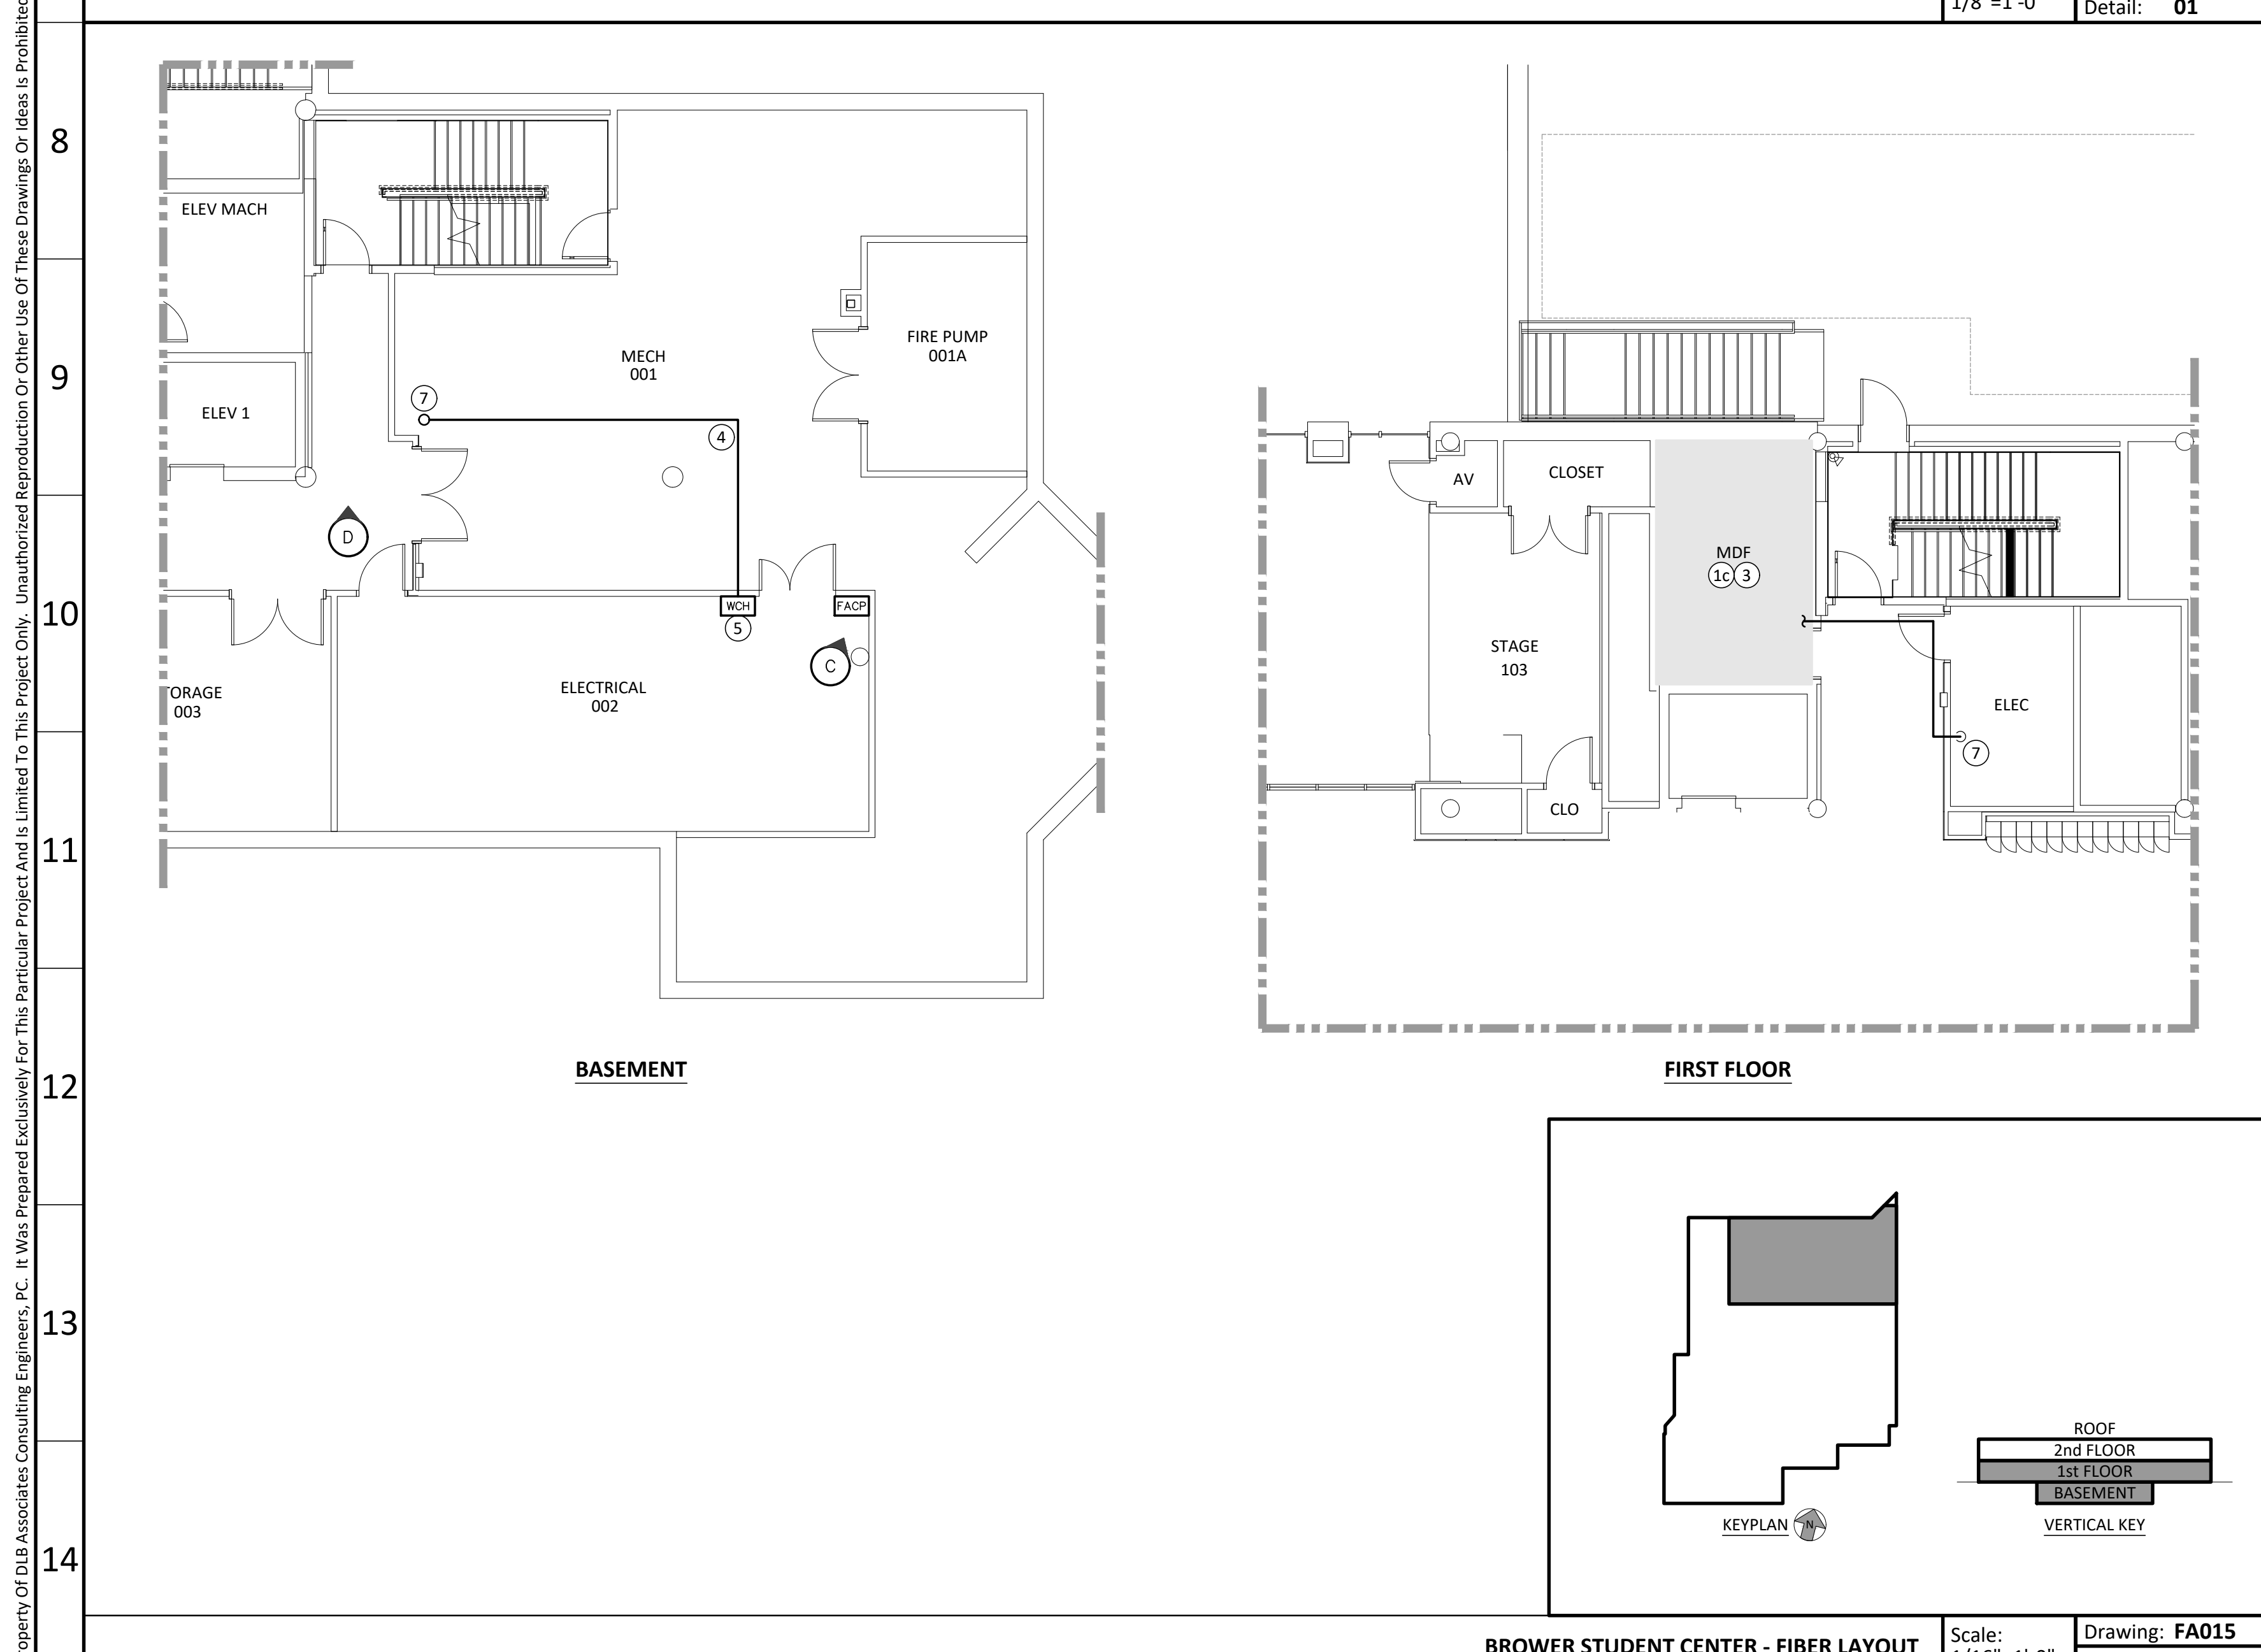 1/8"=1'-0"
Detail: 01
Property Of DLB Associates Consulting Engineers, PC. It Was Prepared Exclusively For This Particular Project And Is Limited To This Project Only. Unauthorized Reproduction Or Other Use Of These Drawings Or Ideas Is Prohibited
8
9
10
11
12
13
14
ELEV MACH
ELEV 1
MECH
001
FIRE PUMP
001A
7
4
D
WCH
5
FACP
C
ELECTRICAL
002
TORAGE
003
BASEMENT
AV
CLOSET
MDF
1c 3
STAGE
103
ELEC
7
CLO
FIRST FLOOR
ROOF
2nd FLOOR
1st FLOOR
BASEMENT
KEYPLAN
N
VERTICAL KEY
BROWER STUDENT CENTER - FIBER LAYOUT
Scale:
Drawing: FA015